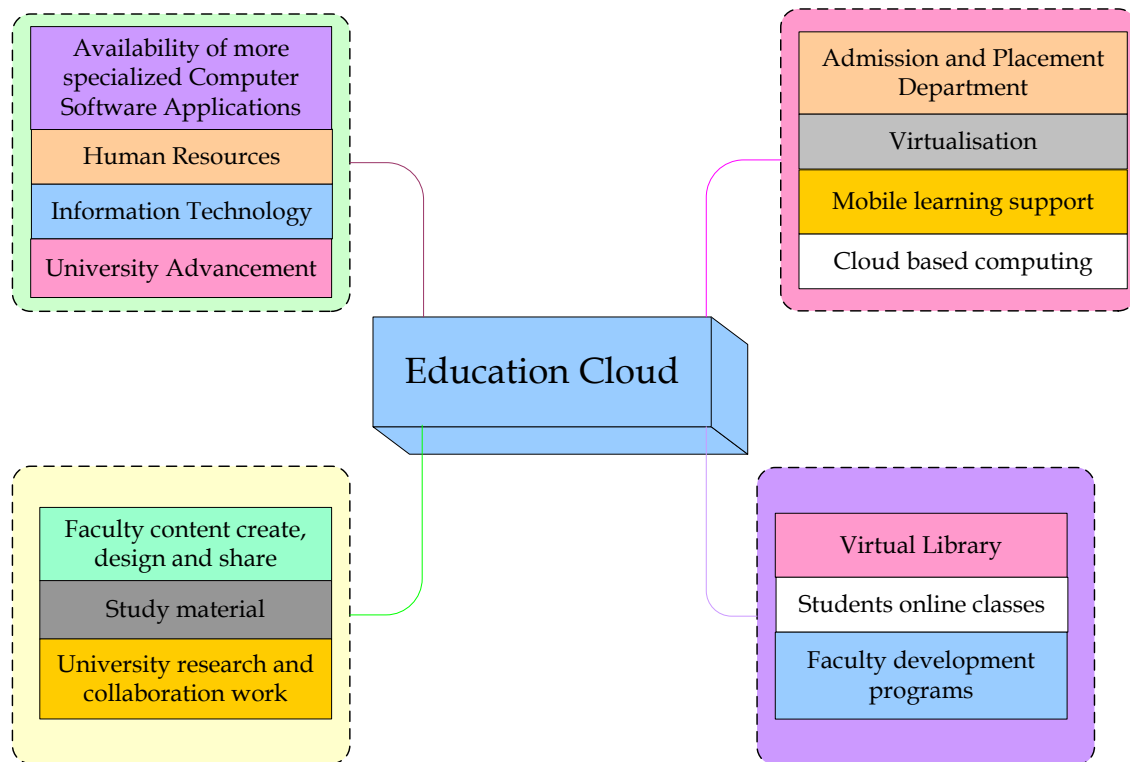 Availability of more
specialized Computer
Software Applications
Human Resources
Information Technology
University Advancement
Admission and Placement
Department
Virtualisation
Mobile learning support
Cloud based computing
Education Cloud
Faculty content create,
design and share
Study material
University research and
collaboration work
Virtual Library
Students online classes
Faculty development
programs